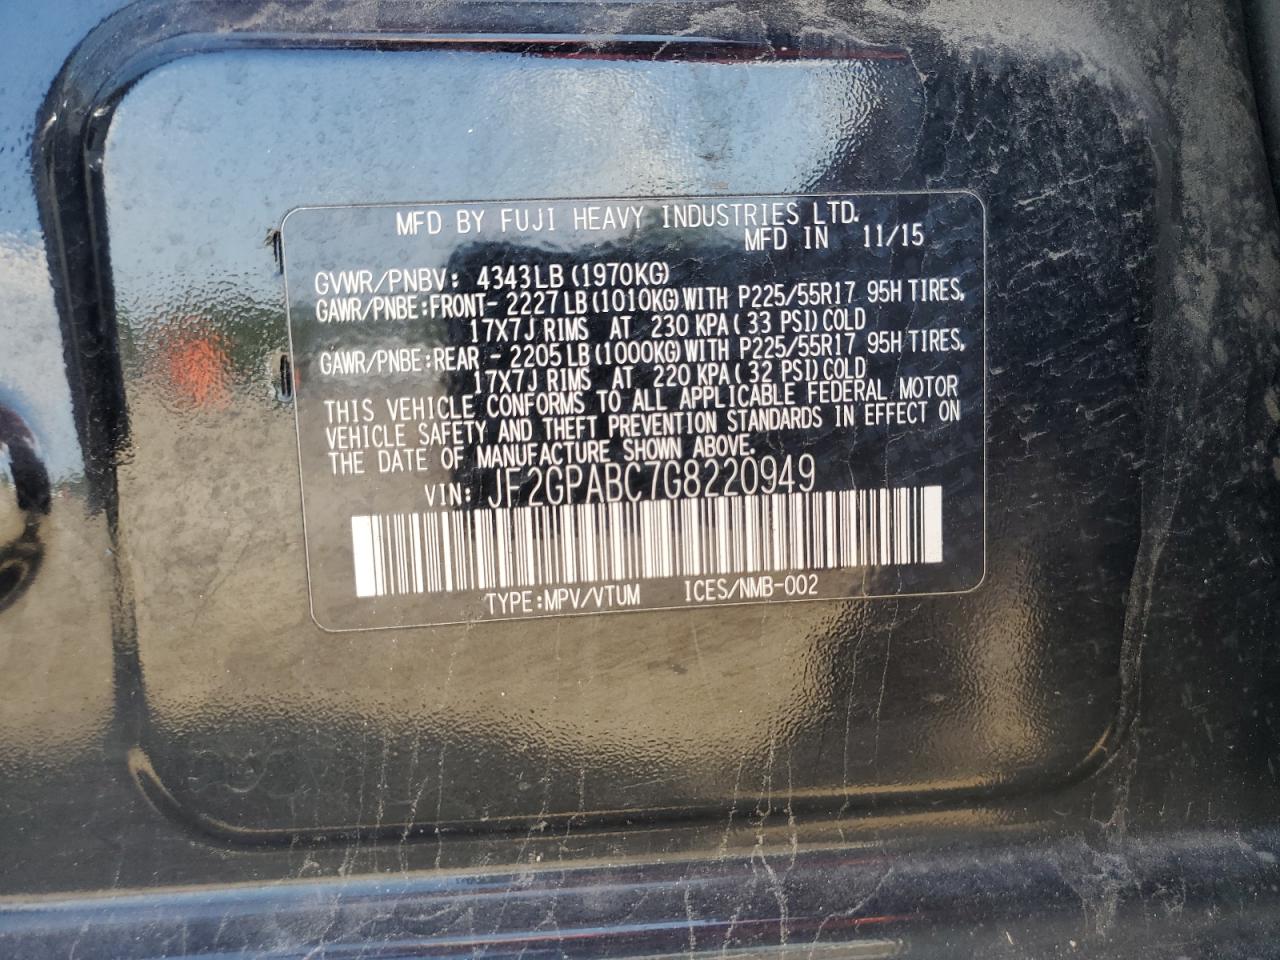 MFD BY FUJI HEAVY INDUSTRIES LTD.
MFD IN 11/15
GVWR/PNBV: 4343LB (1970KG)
GAWR/PNBE:FRONT- 2227 LB (1010KG) WITH P225/55R17 95H TIRES,
17X7J RIMS AT 230 KPA ( 33 PSI) COLD
GAWR/PNBE:REAR - 2205 LB (1000KG) WITH P225/55R17 95H TIRES,
17X7J RIMS AT 220 KPA ( 32 PSI) COLD
THIS VEHICLE CONFORMS TO ALL APPLICABLE FEDERAL MOTOR
VEHICLE SAFETY AND THEFT PREVENTION STANDARDS IN EFFECT ON
THE DATE OF MANUFACTURE SHOWN ABOVE.
VIN: JF2GPABC7G8220949
TYPE:MPV/VTUM ICES/NMB-002